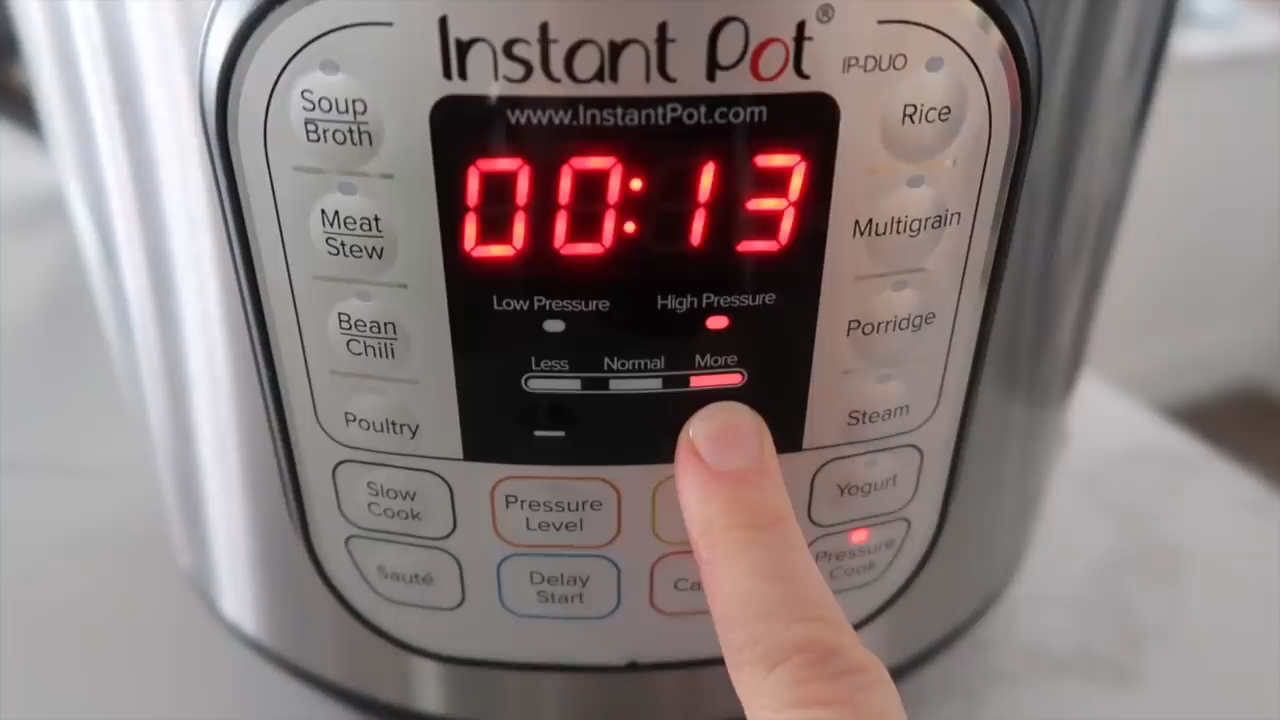 Instant Pot®
IP-DUO
www.InstantPot.com
00:13
Low Pressure
High Pressure
Less
Normal
More
Soup
Broth
Meat
Stew
Bean
Chili
Poultry
Rice
Multigrain
Porridge
Steam
Slow
Cook
Pressure
Level
Yogurt
Sauté
Delay
Start
Ca
Pressure
Cook